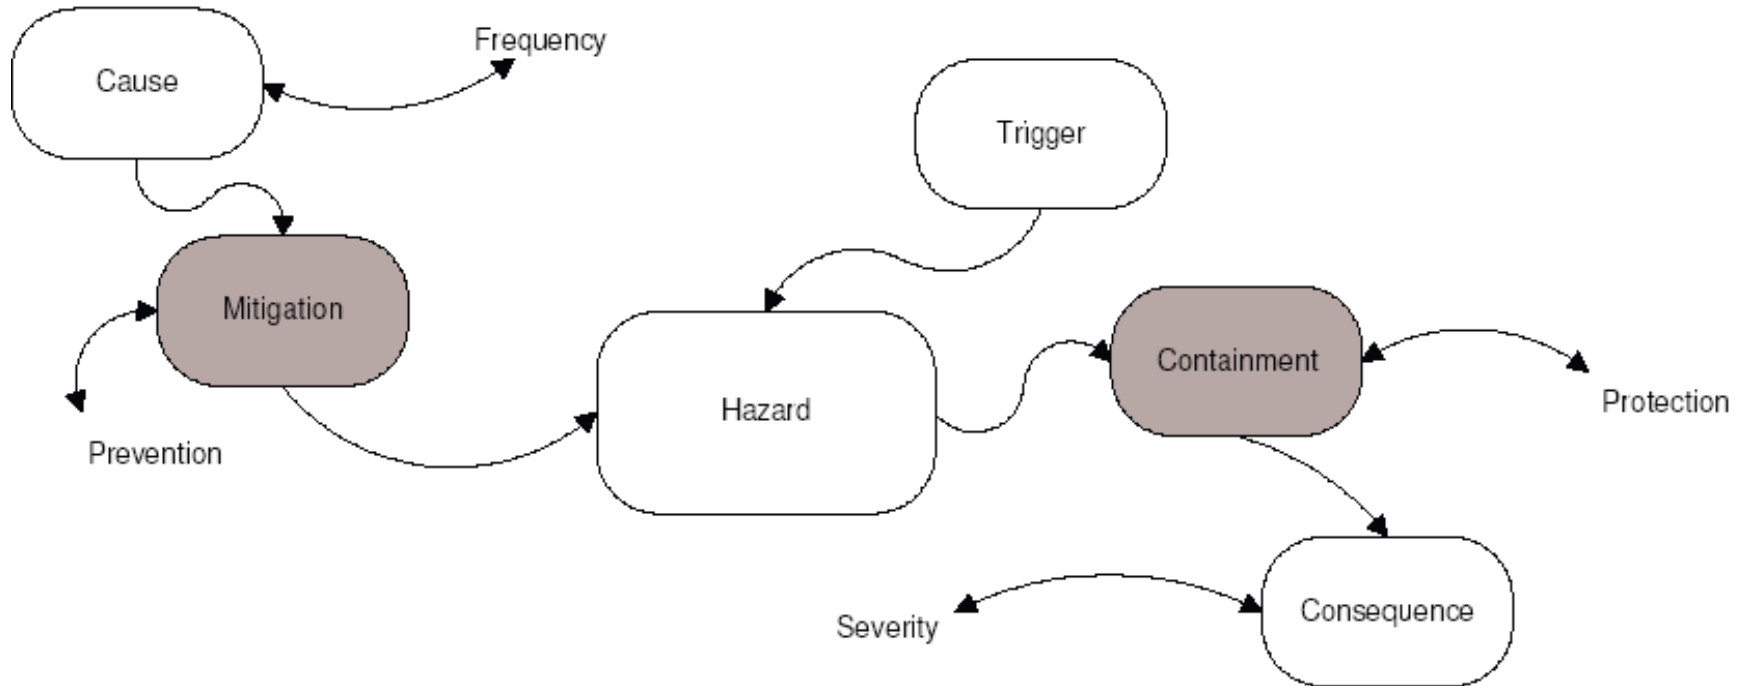 Frequency
Cause
Trigger
Mitigation
Containment
Hazard
Protection
Prevention
Consequence
Severity